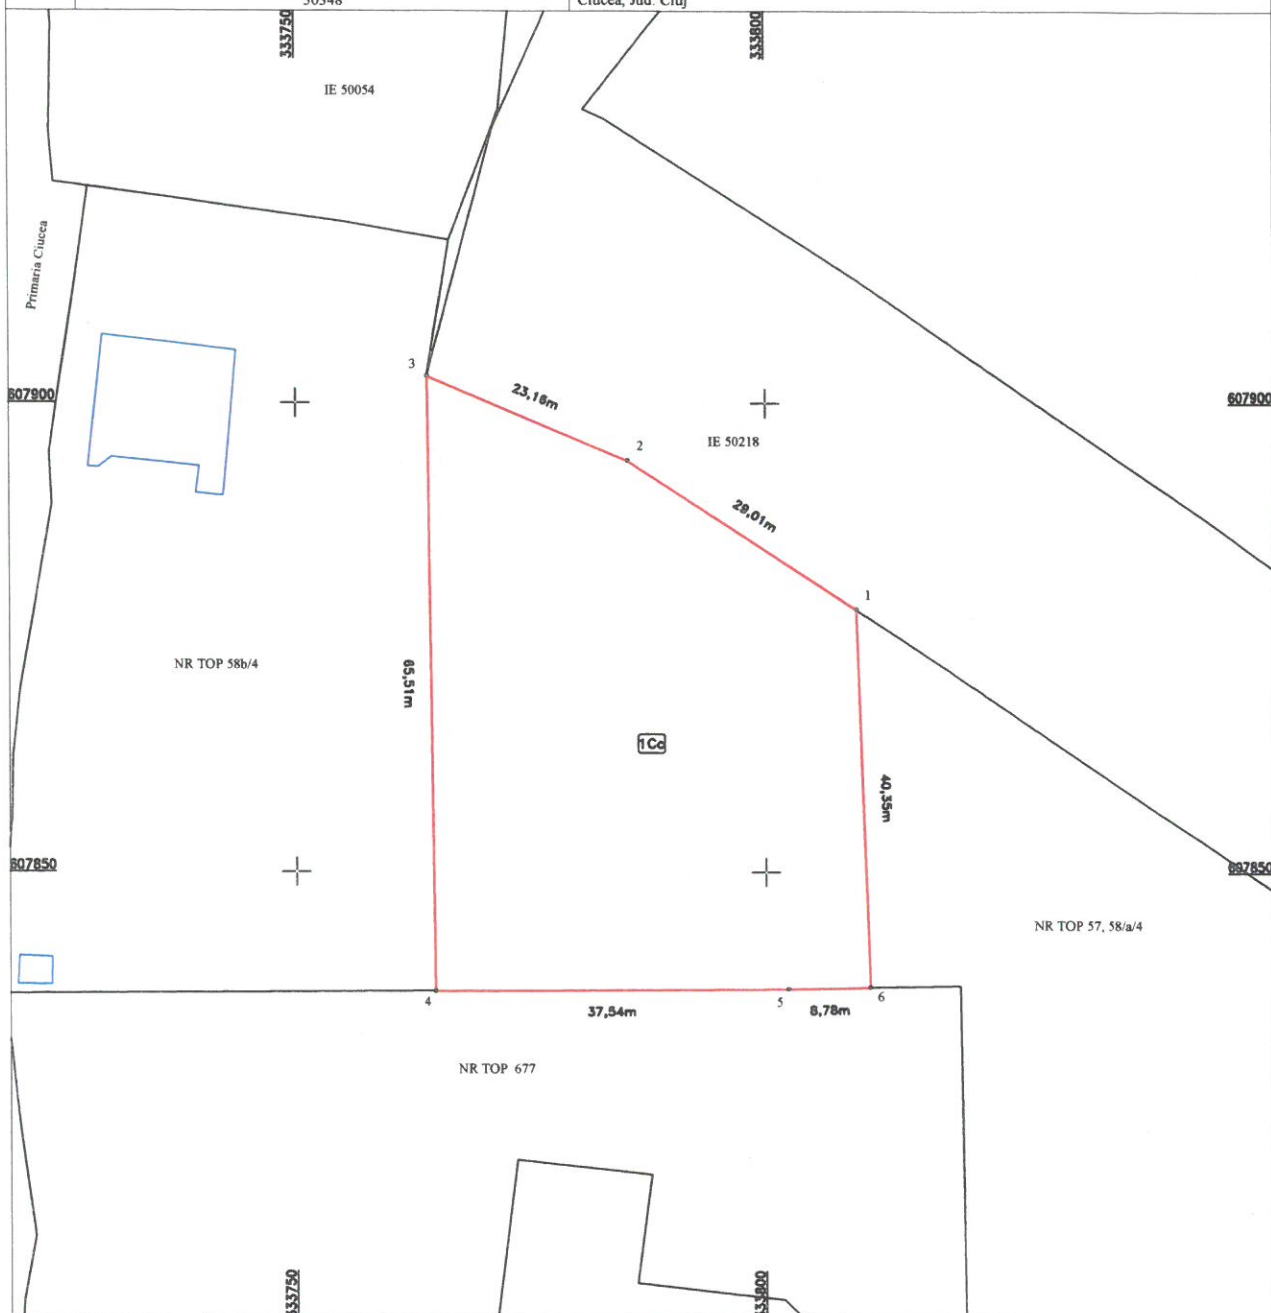 50348
Ciucea, Jud. Cluj
333750
333800
IE 50054
Primaria Ciucea
3
607900
23,16m
607900
2
IE 50218
29,01m
1
NR TOP 58b/4
65,51m
1Cc
40,35m
607850
607850
NR TOP 57, 58/a/4
4
5
6
37,54m
8,78m
NR TOP 677
333750
333800